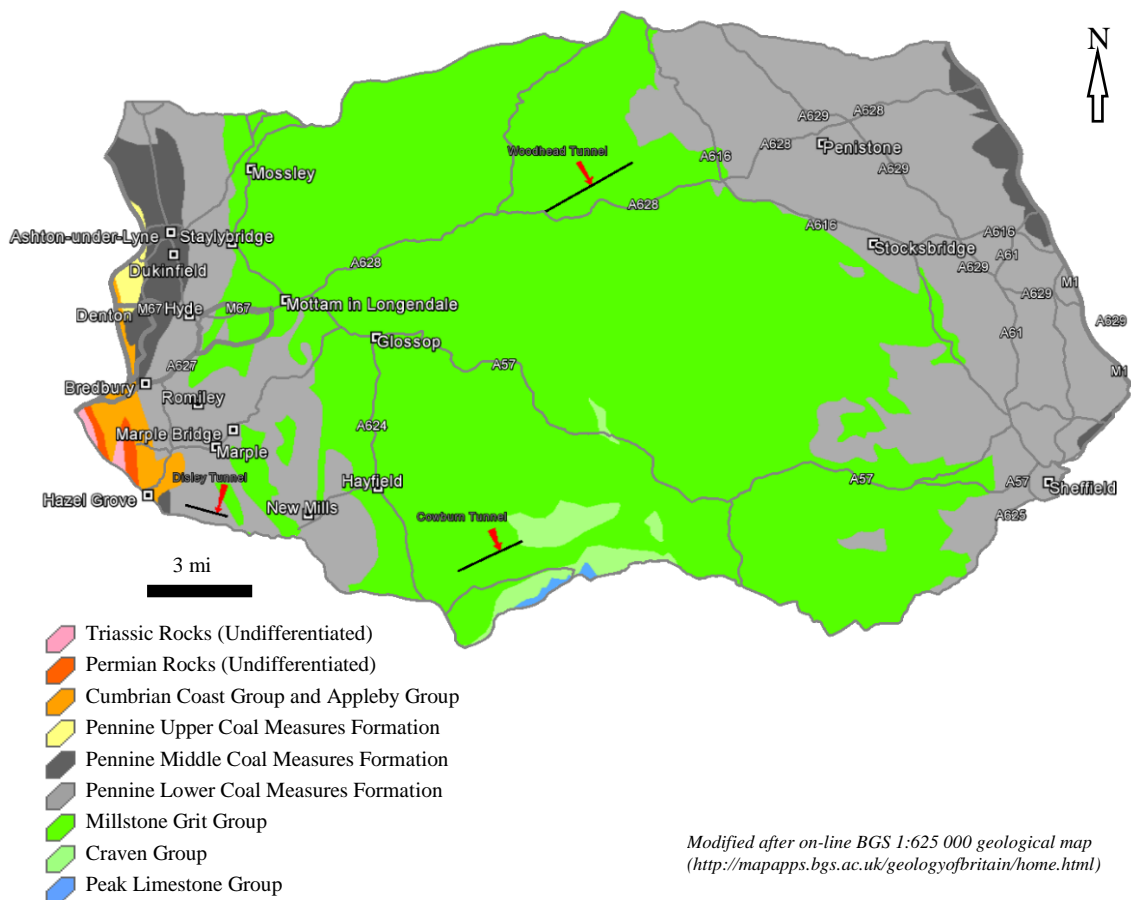 N
A628
A629
Penistone
A628
Woodhead Tunnel
A616
A629
Mossley
A628
Ashton-under-Lyne
Staylybridge
A616
A616
Stocksbridge
A61
Dukinfield
A628
A629
M1
A629
M67
Hyde
M67
Mottam in Longendale
Denton
A629
A61
Glossop
A627
A57
M1
Bredbury
Romiley
A624
Marple Bridge
Marple
Disley Tunnel
Hayfield
A57
A57
Sheffield
Hazel Grove
New Mills
Cowburn Tunnel
A625
3 mi
Triassic Rocks (Undifferentiated)
Permian Rocks (Undifferentiated)
Cumbrian Coast Group and Appleby Group
Pennine Upper Coal Measures Formation
Pennine Middle Coal Measures Formation
Pennine Lower Coal Measures Formation
Millstone Grit Group
Craven Group
Peak Limestone Group
Modified after on-line BGS 1:625 000 geological map
(http://mapapps.bgs.ac.uk/geologyofbritain/home.html)